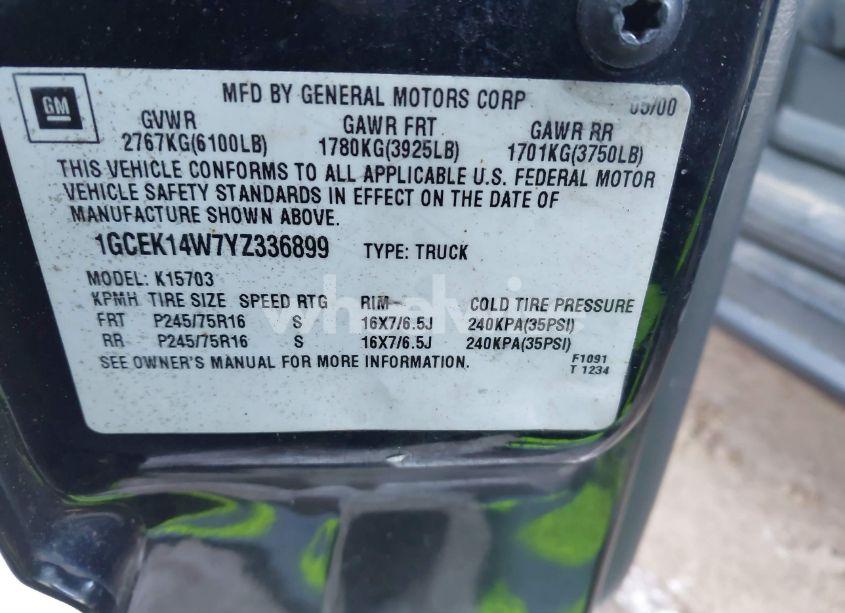 GM
MFD BY GENERAL MOTORS CORP 05/00
GVWR GAWR FRT GAWR RR
2767KG(6100LB) 1780KG(3925LB) 1701KG(3750LB)
THIS VEHICLE CONFORMS TO ALL APPLICABLE U.S. FEDERAL MOTOR
VEHICLE SAFETY STANDARDS IN EFFECT ON THE DATE OF
MANUFACTURE SHOWN ABOVE.
1GCEK14W7YZ336899 TYPE: TRUCK
MODEL: K15703
KPMH TIRE SIZE SPEED RTG RIM COLD TIRE PRESSURE
FRT P245/75R16 S 16X7/6.5J 240KPA(35PSI)
RR P245/75R16 S 16X7/6.5J 240KPA(35PSI)
SEE OWNER'S MANUAL FOR MORE INFORMATION.
F1091
T 1234